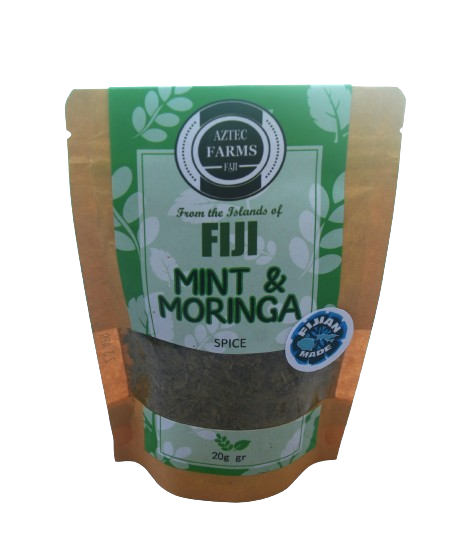 AZTEC
FARMS
FIJI
From the Islands of
FIJI
MINT &
MORINGA
SPICE
FIJIAN
MADE
20g gr